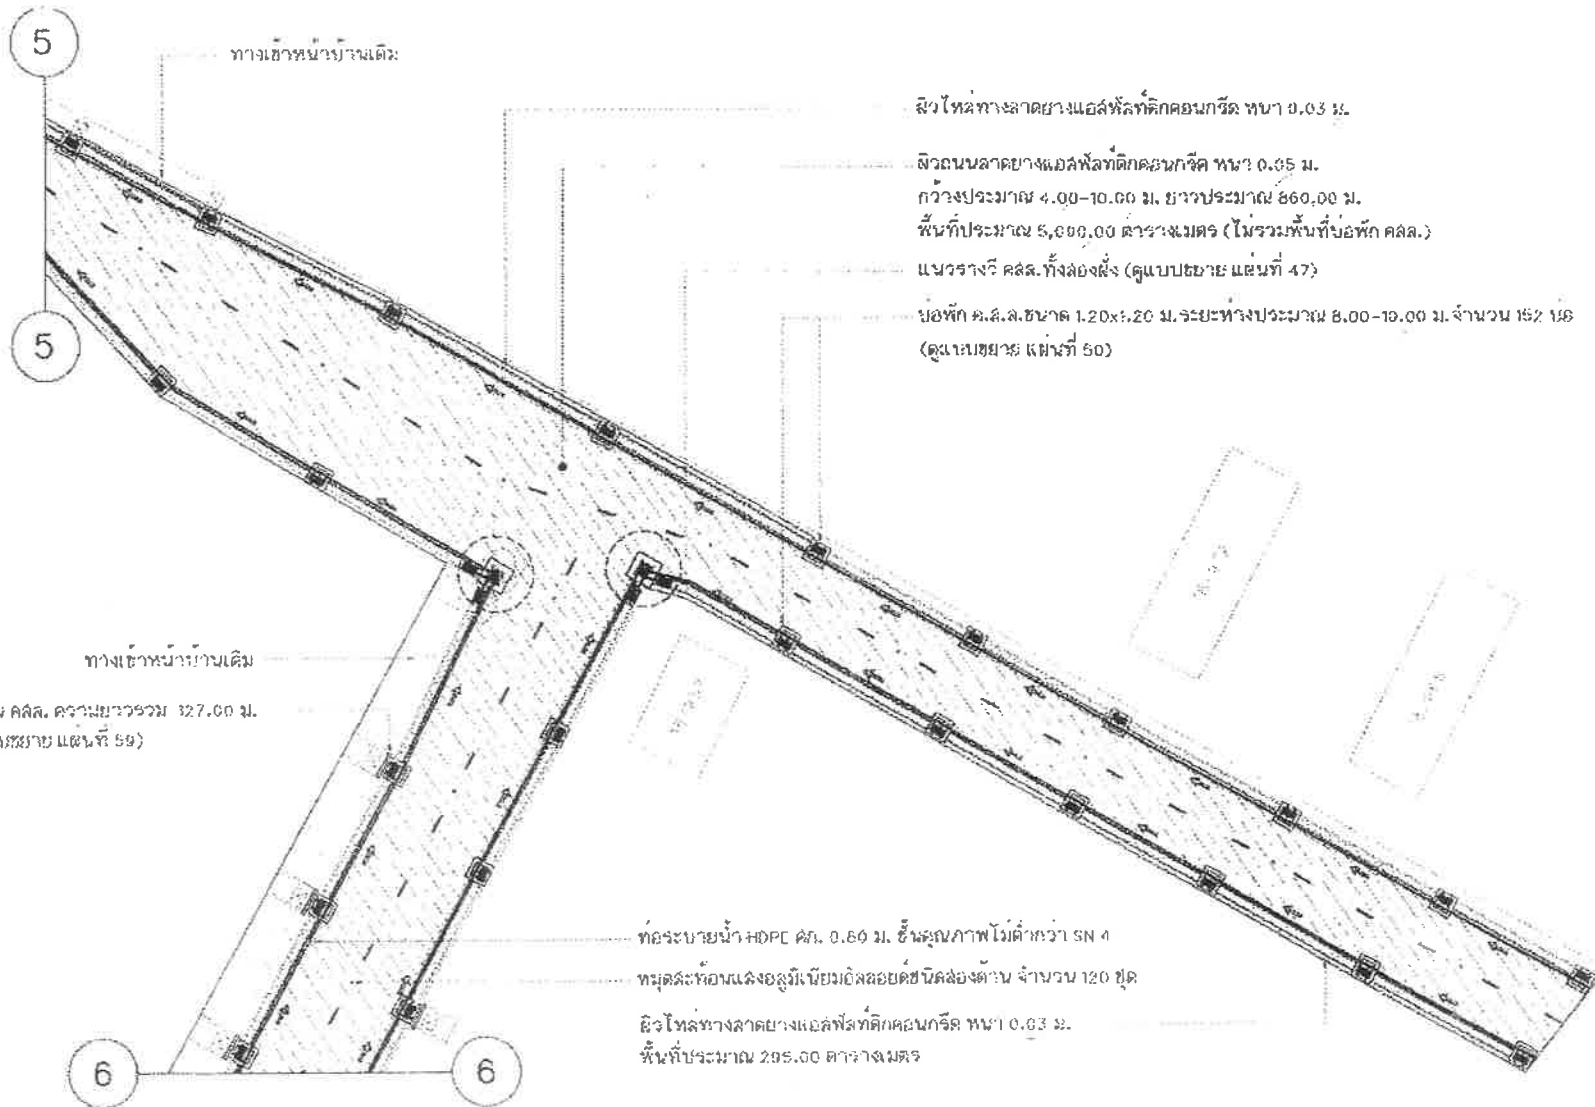 5
ทางเข้าหน้าบ้านเดิม
ผิวไหล่ทางลาดยางแอสฟัลท์ติกคอนกรีต หนา 0.03 ม.
ผิวถนนลาดยางแอสฟัลท์ติกคอนกรีต หนา 0.05 ม.
กว้างประมาณ 4.00-10.00 ม. ยาวประมาณ 860.00 ม.
พื้นที่ประมาณ 5,000.00 ตารางเมตร (ไม่รวมพื้นที่บ่อพัก คสล.)
แนวรางวี คสล.ทั้งสองฝั่ง (ดูแบบขยาย แผ่นที่ 47)
บ่อพัก ค.ส.ล.ขนาด 1.20x1.20 ม.ระยะห่างประมาณ 8.00-10.00 ม.จำนวน 192 บ่อ
(ดูแบบขยาย แผ่นที่ 50)
5
ทางเข้าหน้าบ้านเดิม
คสล. ความยาวรวม 327.00 ม.
แผ่นที่ 59)
ท่อระบายน้ำ HDPE ศก. 0.60 ม. ชั้นคุณภาพไม่ต่ำกว่า SN 4
หมุดสะท้อนแสงอลูมิเนียมอัลลอยด์ชนิดสองด้าน จำนวน 120 ชุด
ผิวไหล่ทางลาดยางแอสฟัลท์ติกคอนกรีต หนา 0.03 ม.
พื้นที่ประมาณ 295.00 ตารางเมตร
6
6